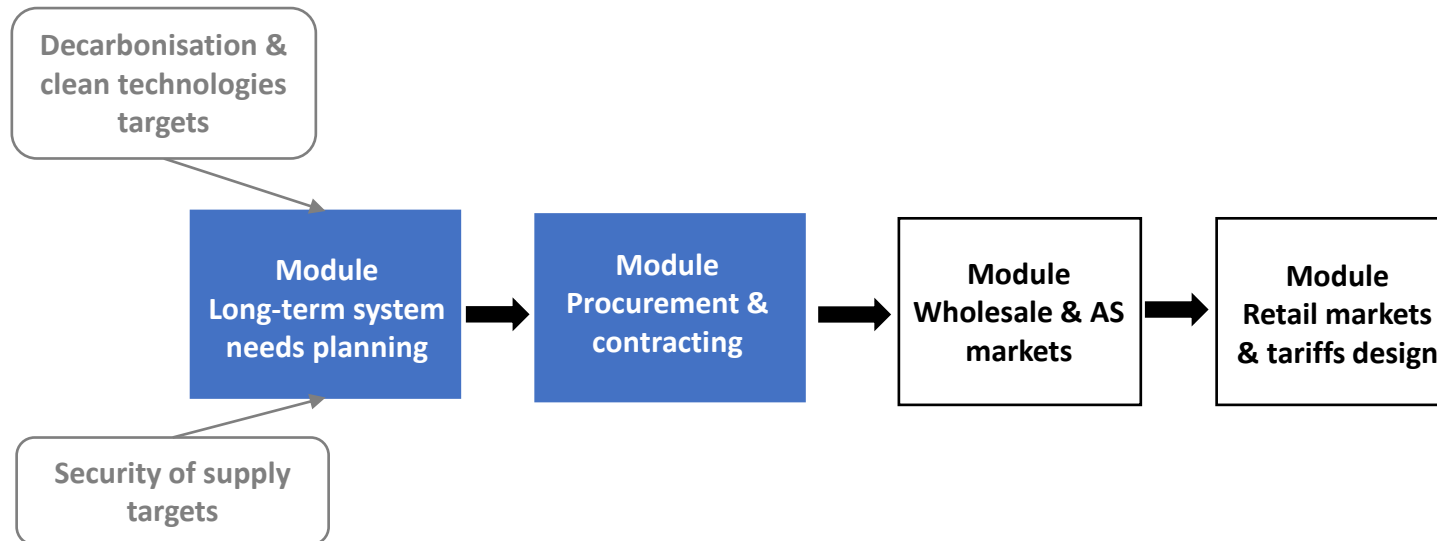 Decarbonisation &
clean technologies
targets
Module
Long-term system
needs planning
Module
Procurement &
contracting
Module
Wholesale & AS
markets
Module
Retail markets
& tariffs design
Security of supply
targets